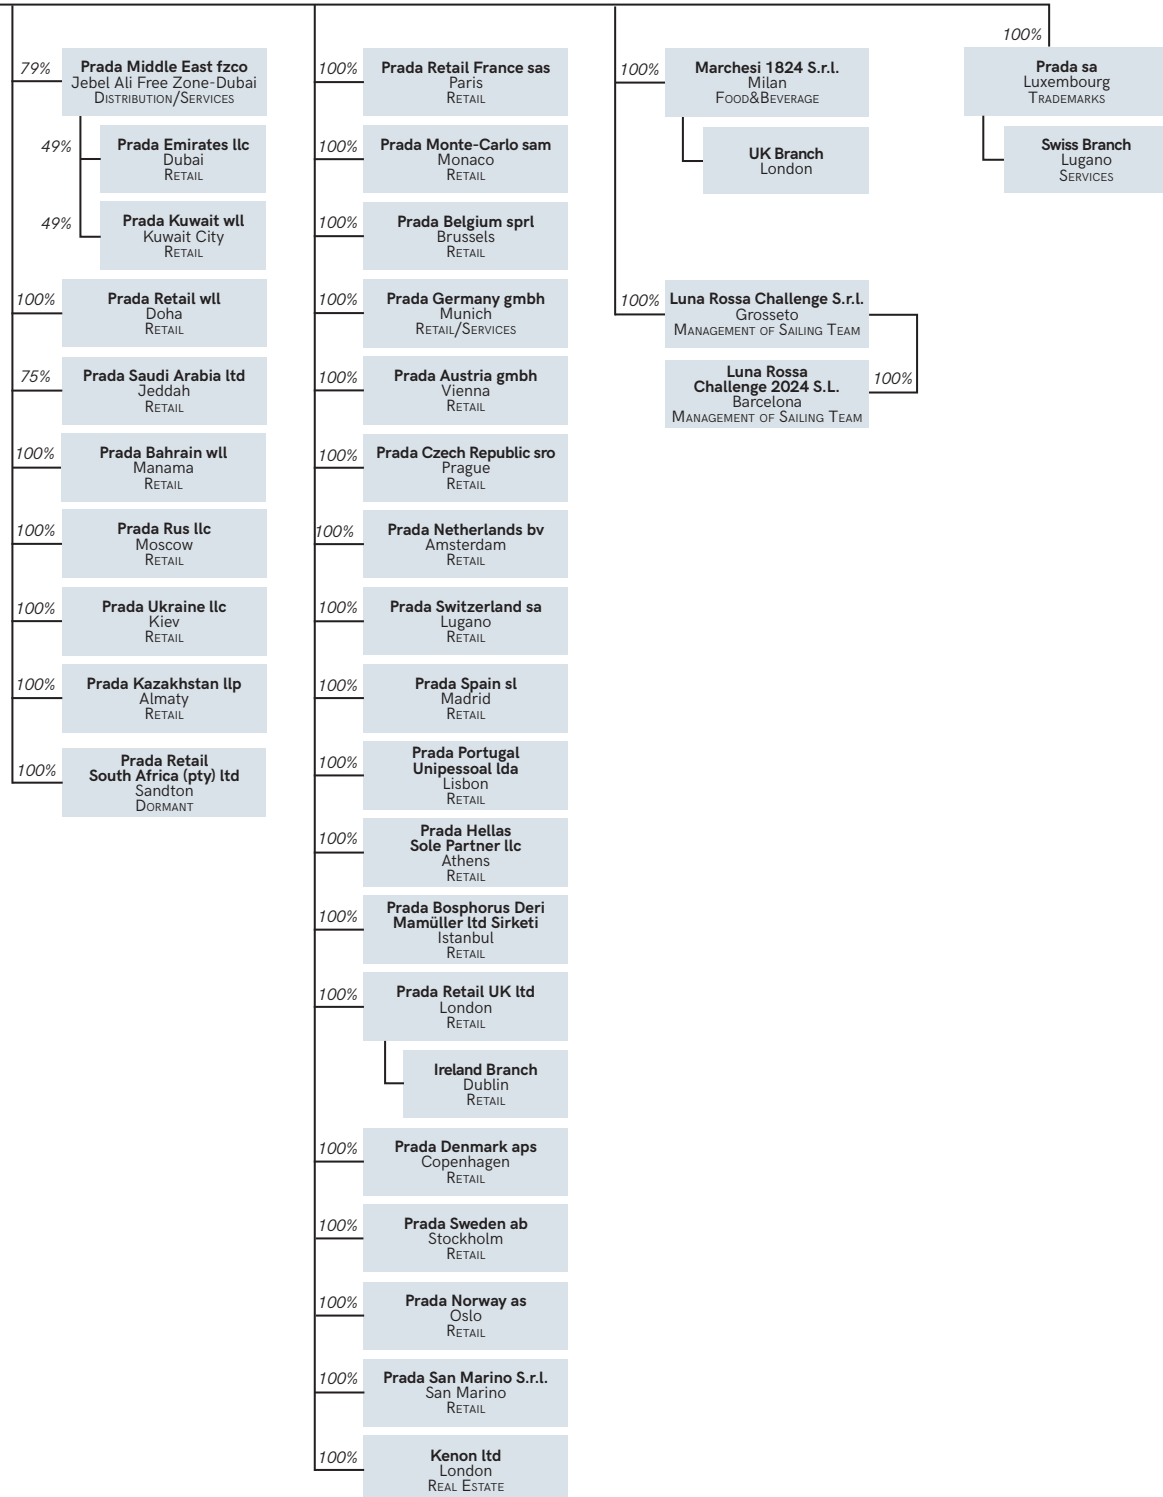 79%
Prada Middle East fzco
Jebel Ali Free Zone-Dubai
Distribution/Services
49%
Prada Emirates llc
Dubai
Retail
49%
Prada Kuwait wll
Kuwait City
Retail
100%
Prada Retail wll
Doha
Retail
75%
Prada Saudi Arabia ltd
Jeddah
Retail
100%
Prada Bahrain wll
Manama
Retail
100%
Prada Rus llc
Moscow
Retail
100%
Prada Ukraine llc
Kiev
Retail
100%
Prada Kazakhstan llp
Almaty
Retail
100%
Prada Retail
South Africa (pty) ltd
Sandton
Dormant
100%
Prada Retail France sas
Paris
Retail
100%
Prada Monte-Carlo sam
Monaco
Retail
100%
Prada Belgium sprl
Brussels
Retail
100%
Prada Germany gmbh
Munich
Retail/Services
100%
Prada Austria gmbh
Vienna
Retail
100%
Prada Czech Republic sro
Prague
Retail
100%
Prada Netherlands bv
Amsterdam
Retail
100%
Prada Switzerland sa
Lugano
Retail
100%
Prada Spain sl
Madrid
Retail
100%
Prada Portugal
Unipessoal lda
Lisbon
Retail
100%
Prada Hellas
Sole Partner llc
Athens
Retail
100%
Prada Bosphorus Deri
Mamüller ltd Sirketi
Istanbul
Retail
100%
Prada Retail UK ltd
London
Retail
Ireland Branch
Dublin
Retail
100%
Prada Denmark aps
Copenhagen
Retail
100%
Prada Sweden ab
Stockholm
Retail
100%
Prada Norway as
Oslo
Retail
100%
Prada San Marino S.r.l.
San Marino
Retail
100%
Kenon ltd
London
Real Estate
100%
Marchesi 1824 S.r.l.
Milan
Food&Beverage
UK Branch
London
100%
Luna Rossa Challenge S.r.l.
Grosseto
Management of Sailing Team
Luna Rossa
Challenge 2024 S.L.
Barcelona
Management of Sailing Team
100%
100%
Prada sa
Luxembourg
Trademarks
Swiss Branch
Lugano
Services